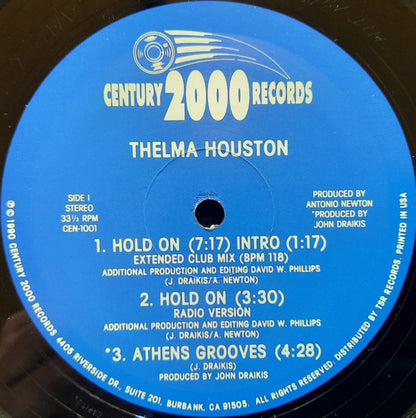 CENTURY 2000 RECORDS
THELMA HOUSTON
SIDE I
STEREO
33⅓ RPM
CEN-1001
PRODUCED BY
ANTONIO NEWTON
*PRODUCED BY
JOHN DRAIKIS
1. HOLD ON (7:17) INTRO (1:17)
EXTENDED CLUB MIX (BPM 118)
ADDITIONAL PRODUCTION AND EDITING DAVID W. PHILLIPS
(J. DRAIKIS/A. NEWTON)
2. HOLD ON (3:30)
RADIO VERSION
ADDITIONAL PRODUCTION AND EDITING DAVID W. PHILLIPS
(J. DRAIKIS/A. NEWTON)
*3. ATHENS GROOVES (4:28)
(J. DRAIKIS)
PRODUCED BY JOHN DRAIKIS
℗ © 1990 CENTURY 2000 RECORDS 4405 RIVERSIDE DR., SUITE 201, BURBANK, CA 91505. ALL RIGHTS RESERVED. DISTRIBUTED BY TSR RECORDS. PRINTED IN USA